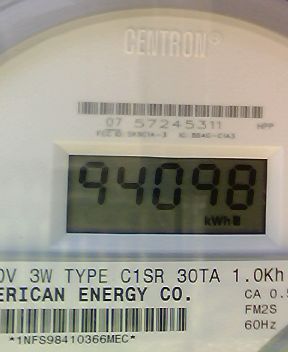 CENTRON®
07 57245311 HPP
94098
kWh
0V 3W TYPE C1SR 30TA 1.0Kh
ERICAN ENERGY CO. CA 0.5
FM2S
60Hz
*1NFS98410366MEC*